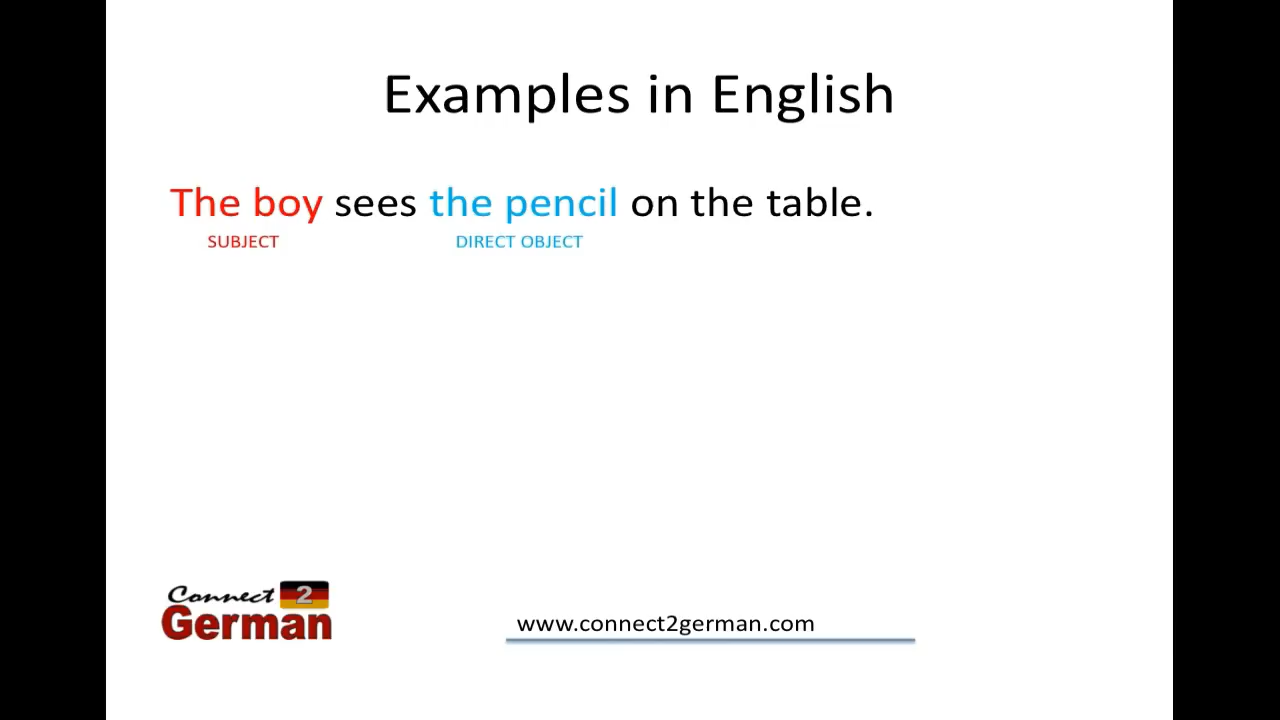 Examples in English
The boy sees the pencil on the table.
SUBJECT DIRECT OBJECT
Connect 2
German
www.connect2german.com